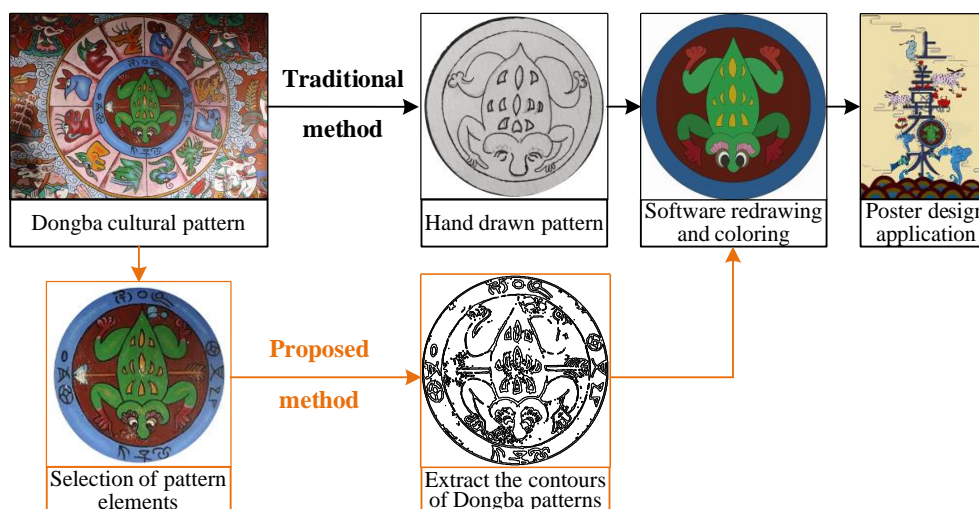 Traditional
method
Dongba cultural pattern
Hand drawn pattern
Software redrawing
and coloring
Poster design
application
Proposed
method
Selection of pattern
elements
Extract the contours
of Dongba patterns